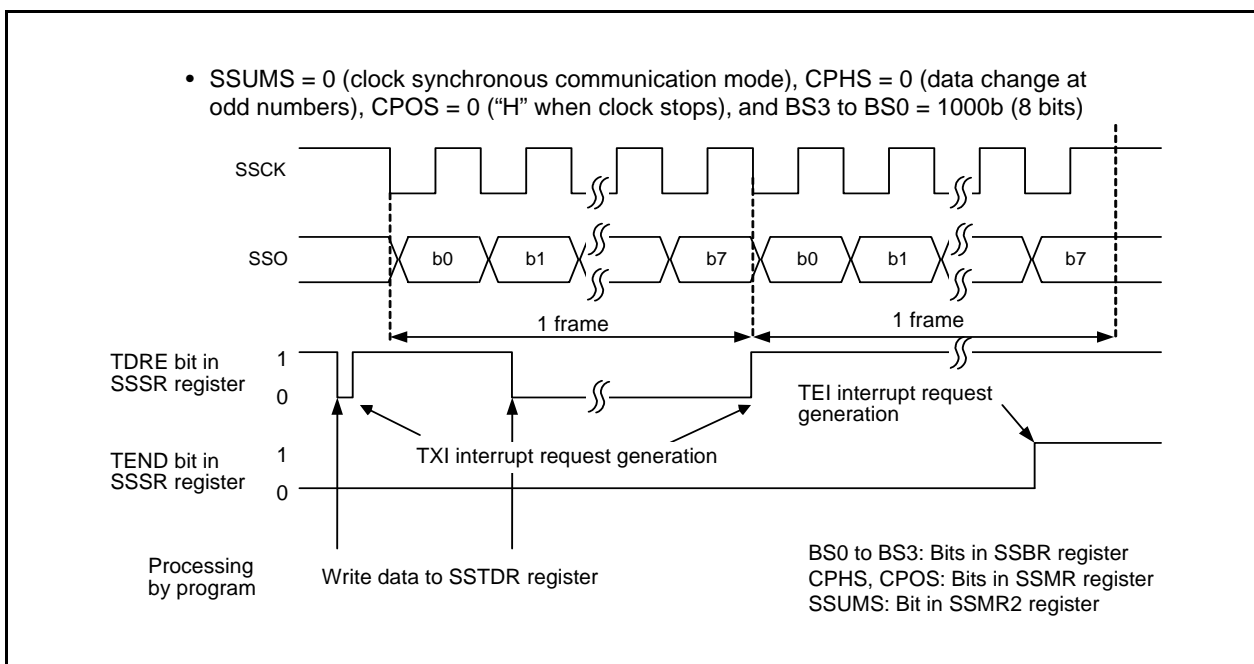 • SSUMS = 0 (clock synchronous communication mode), CPHS = 0 (data change at
odd numbers), CPOS = 0 (“H” when clock stops), and BS3 to BS0 = 1000b (8 bits)
SSCK
SSO
b0
b1
b7
b0
b1
b7
1 frame
1 frame
TDRE bit in
SSSR register
1
0
TEI interrupt request
generation
TXI interrupt request generation
TEND bit in
SSSR register
1
0
Processing
by program
Write data to SSTDR register
BS0 to BS3: Bits in SSBR register
CPHS, CPOS: Bits in SSMR register
SSUMS: Bit in SSMR2 register